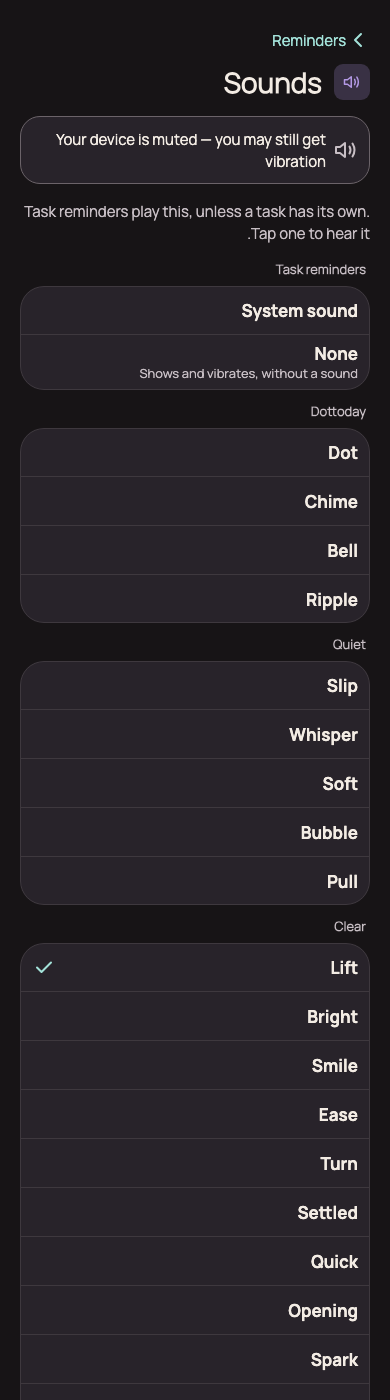 Reminders
Sounds
Your device is muted — you may still get
vibration
Task reminders play this, unless a task has its own.
.Tap one to hear it
Task reminders
System sound
None
Shows and vibrates, without a sound
Dottoday
Dot
Chime
Bell
Ripple
Quiet
Slip
Whisper
Soft
Bubble
Pull
Clear
Lift
Bright
Smile
Ease
Turn
Settled
Quick
Opening
Spark